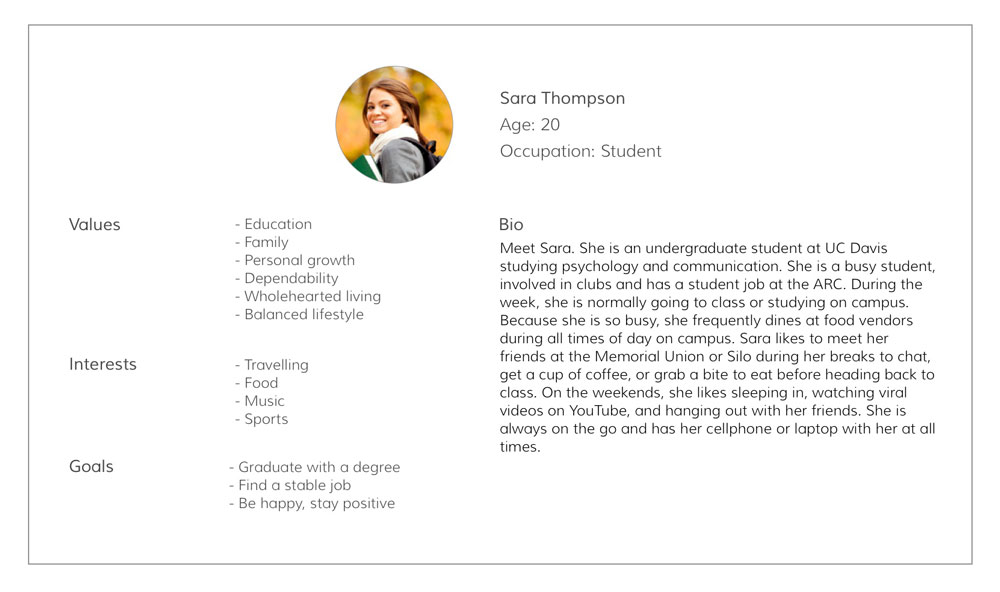 Sara Thompson
Age: 20
Occupation: Student
Values
- Education
- Family
- Personal growth
- Dependability
- Wholehearted living
- Balanced lifestyle
Interests
- Travelling
- Food
- Music
- Sports
Goals
- Graduate with a degree
- Find a stable job
- Be happy, stay positive
Bio
Meet Sara. She is an undergraduate student at UC Davis
studying psychology and communication. She is a busy student,
involved in clubs and has a student job at the ARC. During the
week, she is normally going to class or studying on campus.
Because she is so busy, she frequently dines at food vendors
during all times of day on campus. Sara likes to meet her
friends at the Memorial Union or Silo during her breaks to chat,
get a cup of coffee, or grab a bite to eat before heading back to
class. On the weekends, she likes sleeping in, watching viral
videos on YouTube, and hanging out with her friends. She is
always on the go and has her cellphone or laptop with her at all
times.